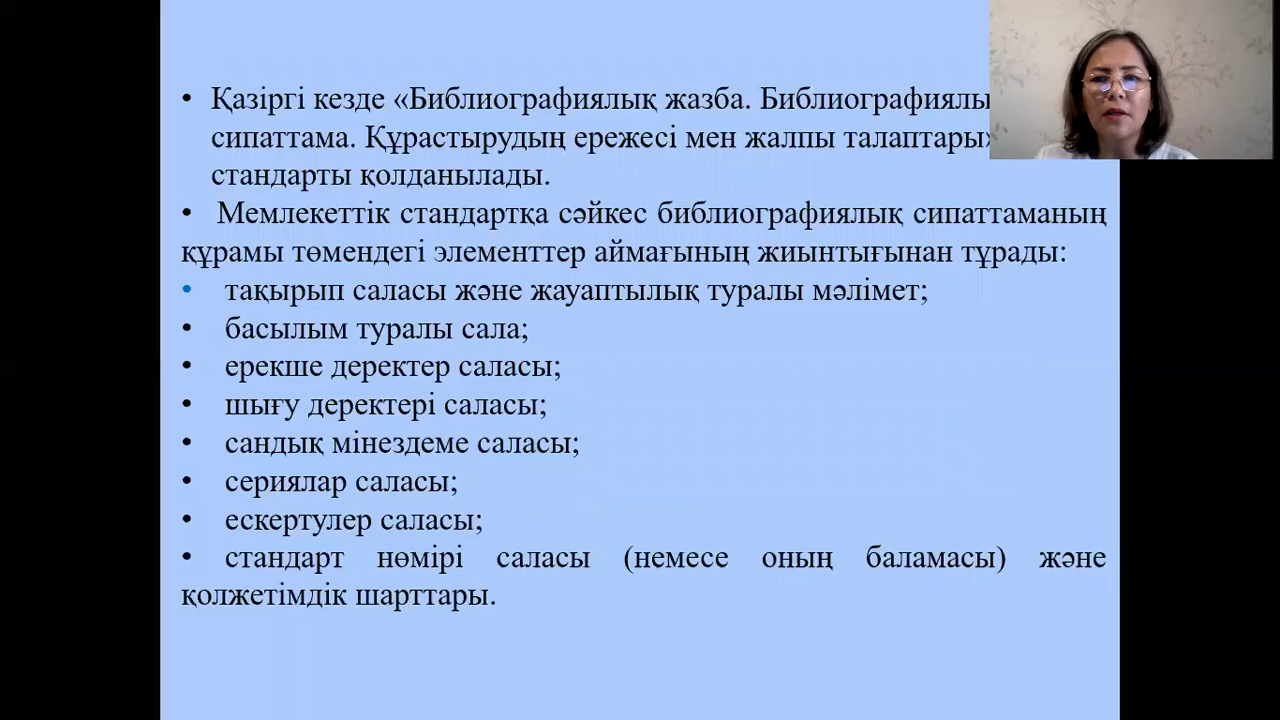 • Қазіргі кезде «Библиографиялық жазба.
сипаттама. Құрастырудың ережесі мен жалпы талаптары»
стандарты қолданылады.
• Мемлекеттік стандартқа сәйкес библиографиялық сипаттаманың
құрамы төмендегі элементтер аймағының жиынтығынан тұрады:
• тақырып саласы және жауаптылық туралы мәлімет;
• басылым туралы сала;
• ерекше деректер саласы;
• шығу деректері саласы;
• сандық мінездеме саласы;
• сериялар саласы;
• ескертулер саласы;
• стандарт нөмірі саласы (немесе оның баламасы) және
қолжетімдік шарттары.